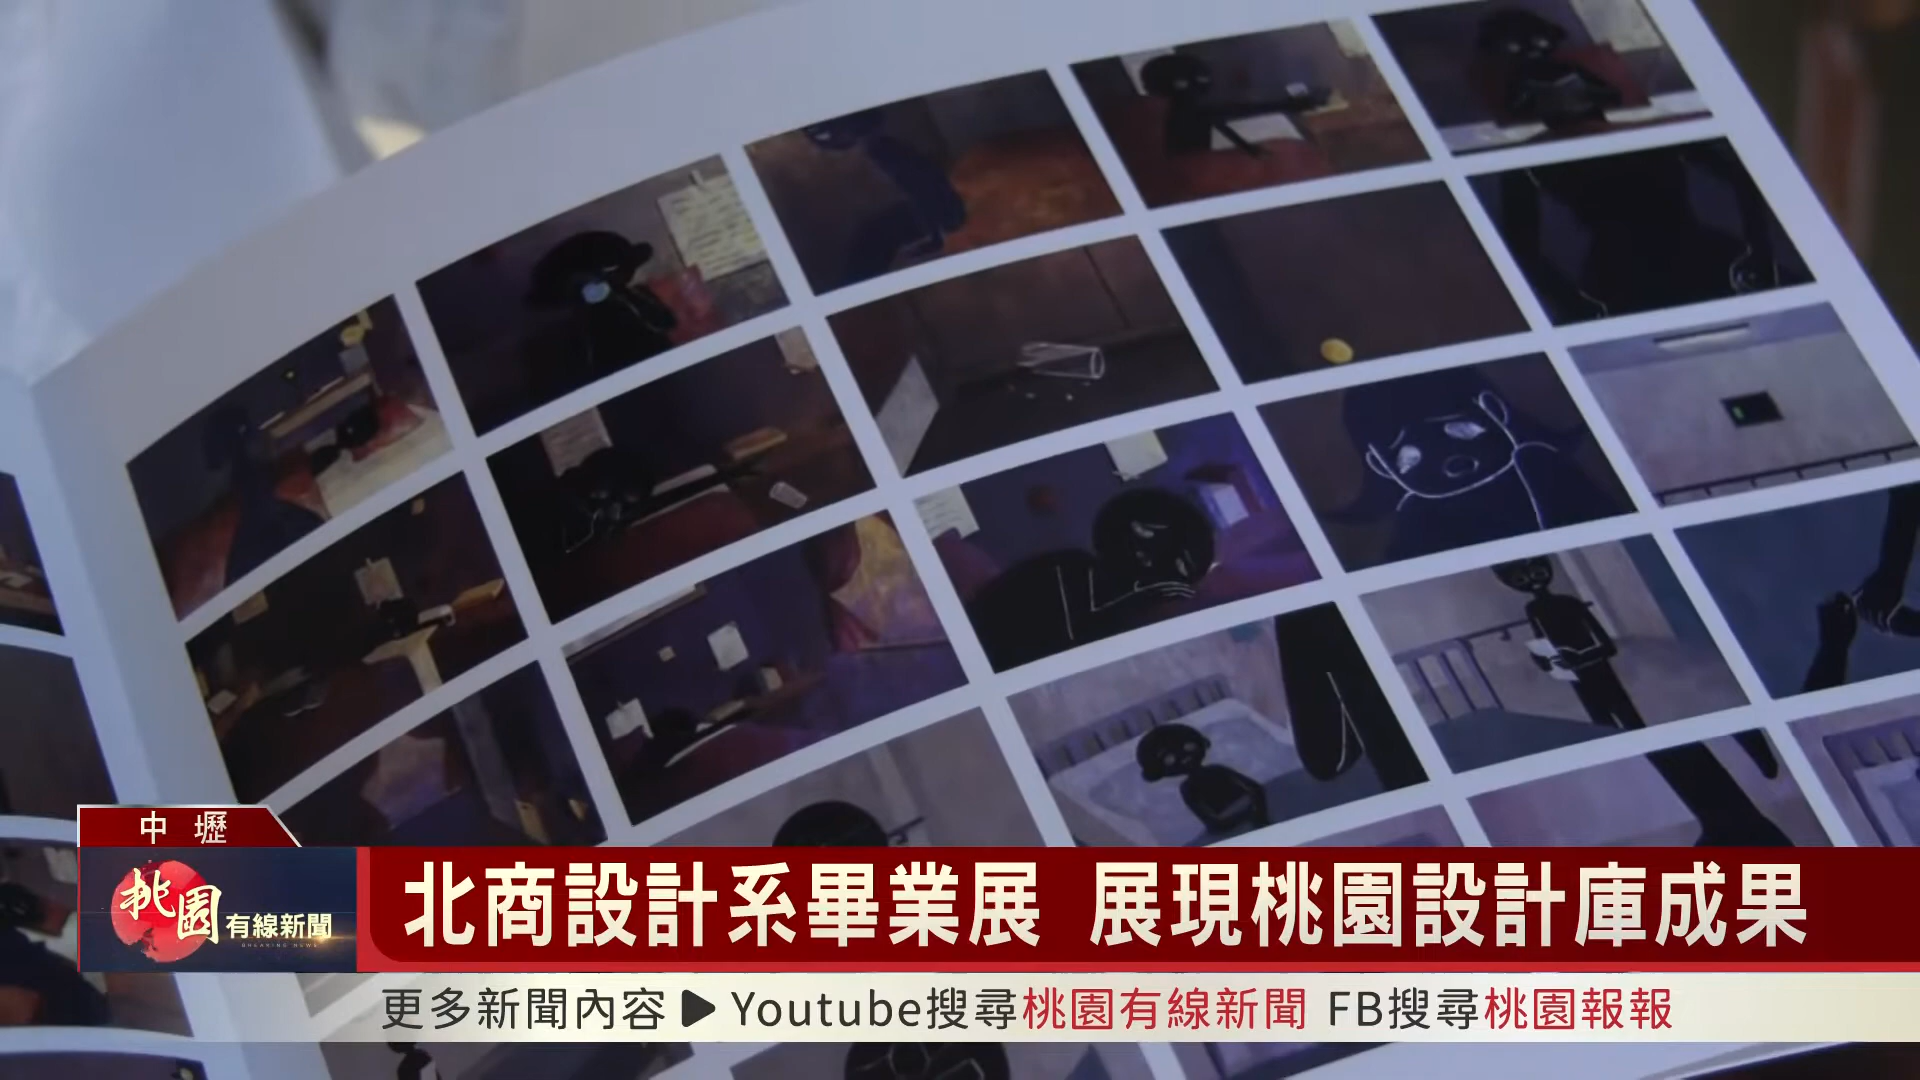 中壢
桃園有線新聞
BREAKING NEWS
北商設計系畢業展 展現桃園設計庫成果
更多新聞內容▶Youtube搜尋桃園有線新聞 FB搜尋桃園報報